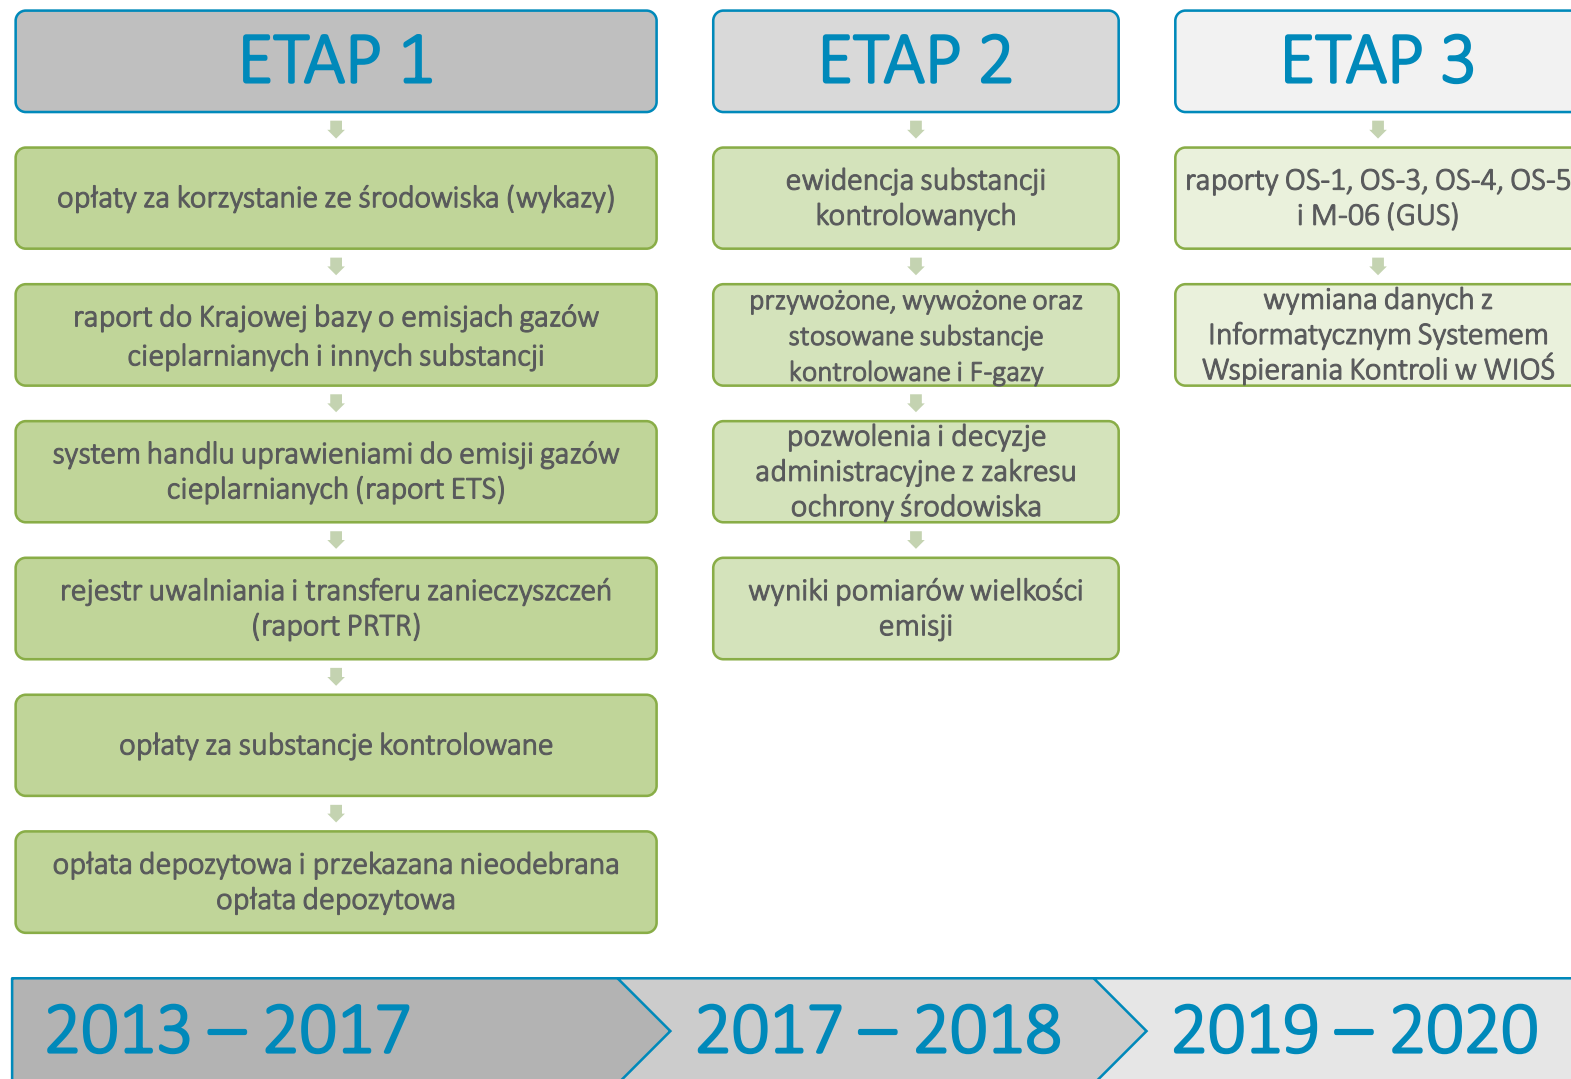 ETAP 1
opłaty za korzystanie ze środowiska (wykazy)
raport do Krajowej bazy o emisjach gazów
cieplarnianych i innych substancji
system handlu uprawieniami do emisji gazów
cieplarnianych (raport ETS)
rejestr uwalniania i transferu zanieczyszczeń
(raport PRTR)
opłaty za substancje kontrolowane
opłata depozytowa i przekazana nieodebrana
opłata depozytowa
ETAP 2
ewidencja substancji
kontrolowanych
przywożone, wywożone oraz
stosowane substancje
kontrolowane i F-gazy
pozwolenia i decyzje
administracyjne z zakresu
ochrony środowiska
wyniki pomiarów wielkości
emisji
ETAP 3
raporty OS-1, OS-3, OS-4, OS-5
i M-06 (GUS)
wymiana danych z
Informatycznym Systemem
Wspierania Kontroli w WIOŚ
2013 – 2017
2017 – 2018
2019 – 2020